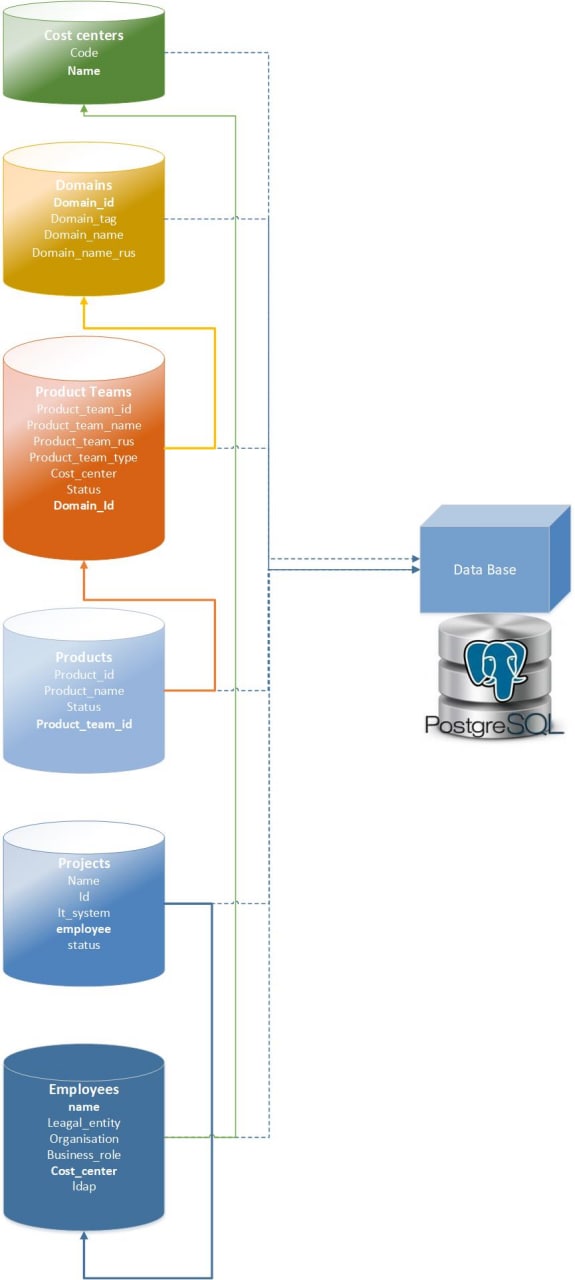 Cost centers
Code
Name
Domains
Domain_id
Domain_tag
Domain_name
Domain_name_rus
Product Teams
Product_team_id
Product_team_name
Product_team_rus
Product_team_type
Cost_center
Status
Domain_Id
Data Base
PostgreSQL
Products
Product_id
Product_name
Status
Product_team_id
Projects
Name
Id
It_system
employee
status
Employees
name
Leagal_entity
Organisation
Business_role
Cost_center
ldap